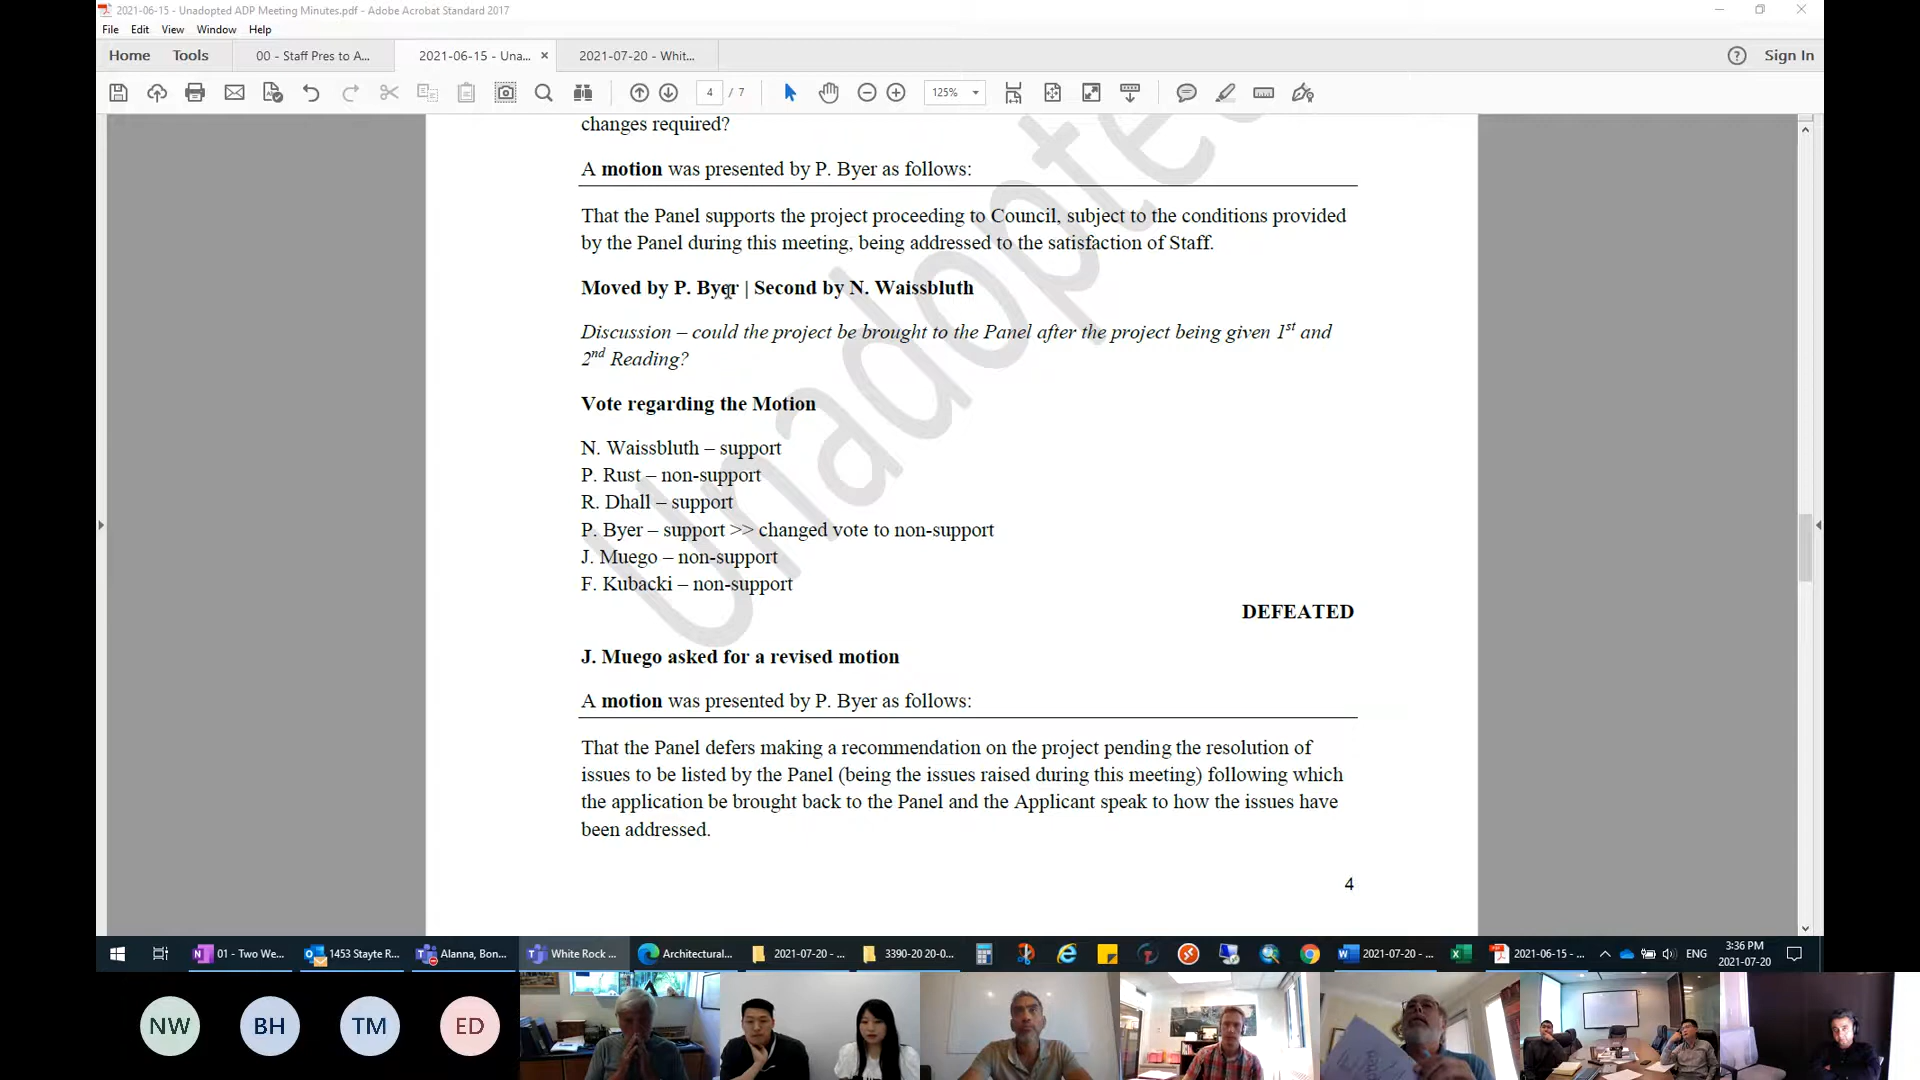 2021-06-15 - Unadopted ADP Meeting Minutes.pdf - Adobe Acrobat Standard 2017
File Edit View Window Help
Home Tools 00 - Staff Pres to A... 2021-06-15 - Una... 2021-07-20 - Whit... Sign In
4 / 7 125%
changes required?
A motion was presented by P. Byer as follows:
That the Panel supports the project proceeding to Council, subject to the conditions provided
by the Panel during this meeting, being addressed to the satisfaction of Staff.
Moved by P. Byer | Second by N. Waissbluth
Discussion – could the project be brought to the Panel after the project being given 1st and
2nd Reading?
Vote regarding the Motion
N. Waissbluth – support
P. Rust – non-support
R. Dhall – support
P. Byer – support >> changed vote to non-support
J. Muego – non-support
F. Kubacki – non-support
DEFEATED
J. Muego asked for a revised motion
A motion was presented by P. Byer as follows:
That the Panel defers making a recommendation on the project pending the resolution of
issues to be listed by the Panel (being the issues raised during this meeting) following which
the application be brought back to the Panel and the Applicant speak to how the issues have
been addressed.
4
Unadopted
01 - Two We... 1453 Stayte R... Alanna, Bon... White Rock ... Architectural... 2021-07-20 - ... 3390-20 20-0... 2021-07-20 - ... 2021-06-15 - ... ENG 3:36 PM
2021-07-20
NW BH TM ED